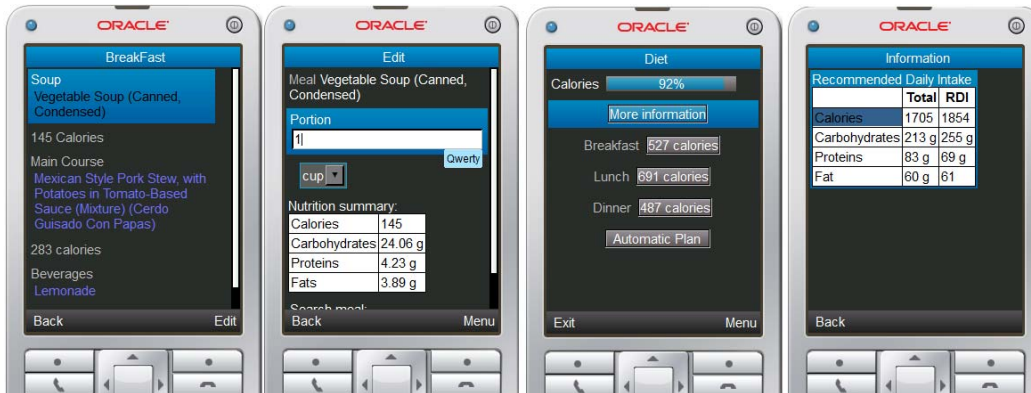 ORACLE
BreakFast
Soup
Vegetable Soup (Canned,
Condensed)
145 Calories
Main Course
Mexican Style Pork Stew, with
Potatoes in Tomato-Based
Sauce (Mixture) (Cerdo
Guisado Con Papas)
283 calories
Beverages
Lemonade
Back Edit
ORACLE
Edit
Meal Vegetable Soup (Canned,
Condensed)
Portion
1
Qwerty
cup
Nutrition summary:
Calories 145
Carbohydrates 24.06 g
Proteins 4.23 g
Fats 3.89 g
Search meal:
Back Menu
ORACLE
Diet
Calories 92%
More information
Breakfast 527 calories
Lunch 691 calories
Dinner 487 calories
Automatic Plan
Exit Menu
ORACLE
Information
Recommended Daily Intake
Total RDI
Calories 1705 1854
Carbohydrates 213 g 255 g
Proteins 83 g 69 g
Fat 60 g 61
Back